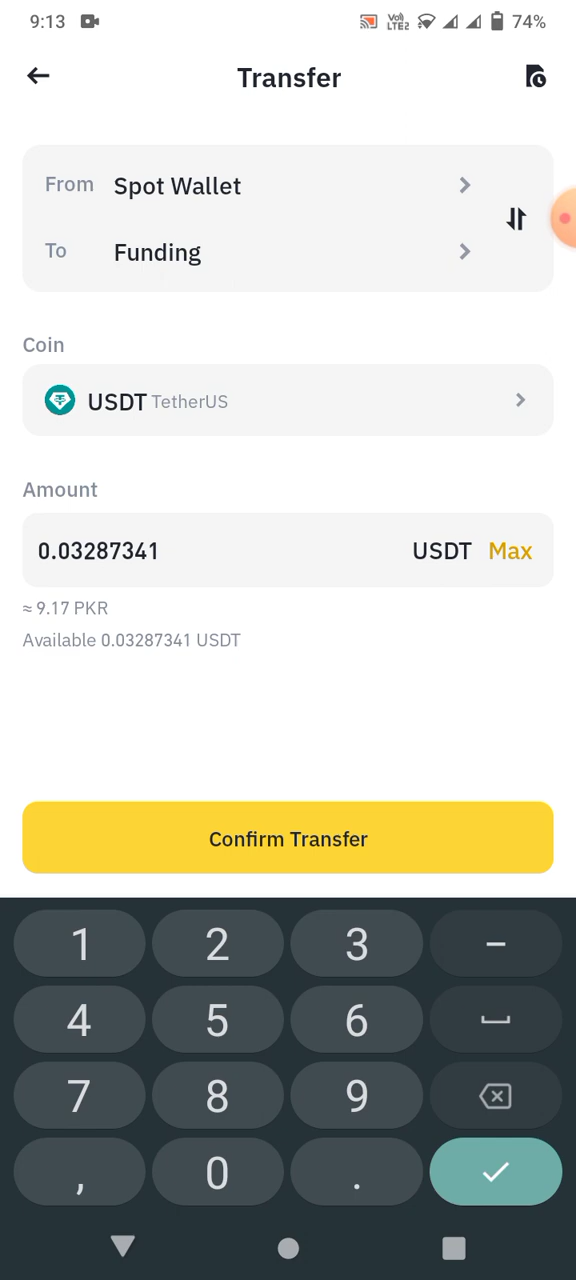 9:13 VoLTE2 74%
Transfer
From Spot Wallet
To Funding
Coin
USDT TetherUS
Amount
0.03287341 USDT Max
≈ 9.17 PKR
Available 0.03287341 USDT
Confirm Transfer
1 2 3 −
4 5 6
7 8 9
, 0 .